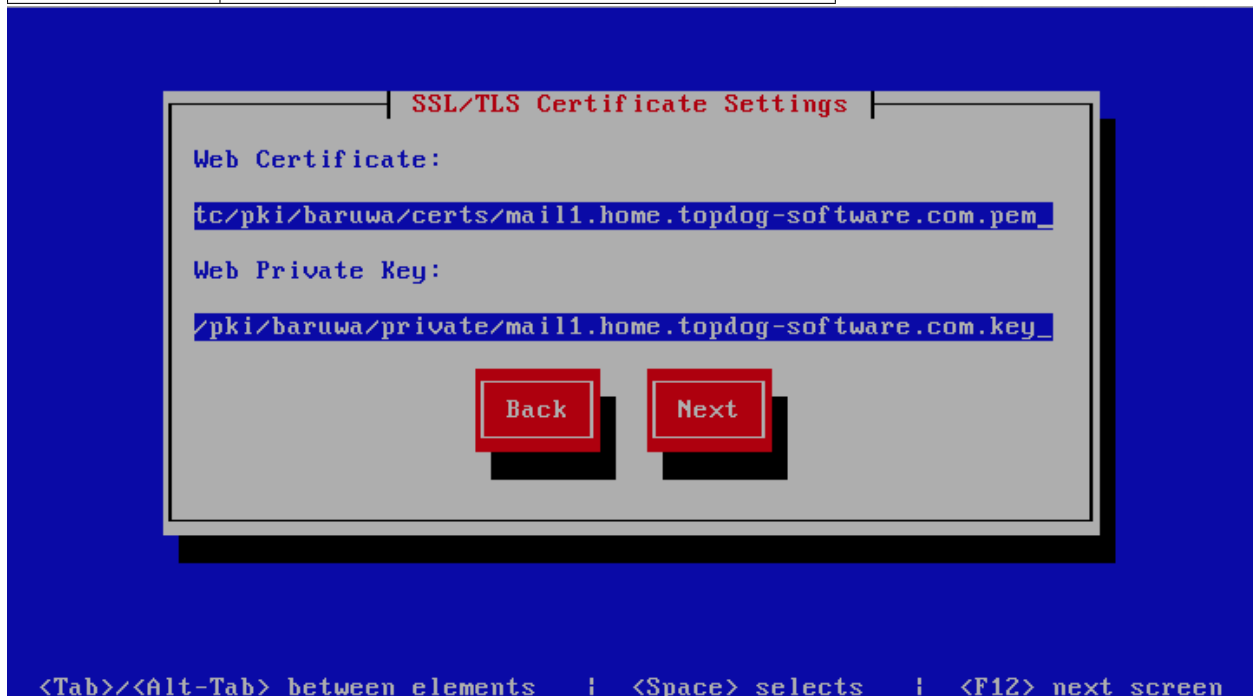 SSL/TLS Certificate Settings
Web Certificate:
tc/pki/baruwa/certs/mail1.home.topdog-software.com.pem_
Web Private Key:
/pki/baruwa/private/mail1.home.topdog-software.com.key_
Back Next
<Tab>/<Alt-Tab> between elements | <Space> selects | <F12> next screen